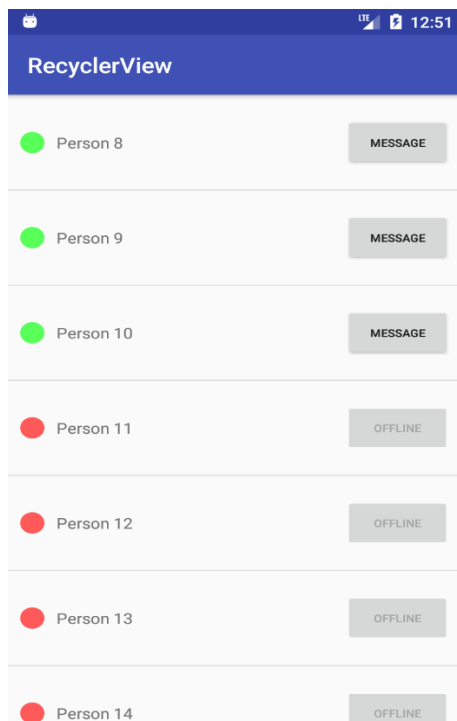 LTE 12:51
RecyclerView
Person 8 MESSAGE
Person 9 MESSAGE
Person 10 MESSAGE
Person 11 OFFLINE
Person 12 OFFLINE
Person 13 OFFLINE
Person 14 OFFLINE